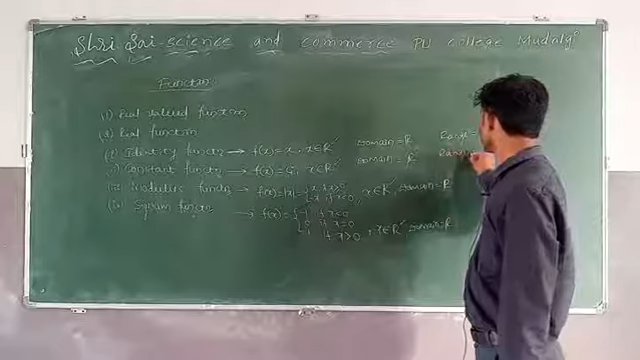 Shri Sai science and commerce PU college Mudalgi
Function
(1) Real valued function
(2) Real function
Identity function → f(x) = x, x∈R domain = R Range =
Constant function → f(x) = x∈R domain = R Range
(iii) Modulus function → f(x) = |x| = { x if x≥0 , x∈R, domain = R
-x if x<0
(iv) Signum function → f(x) = { -1 if x<0
0 if x=0
1 if x>0 , x∈R domain = R